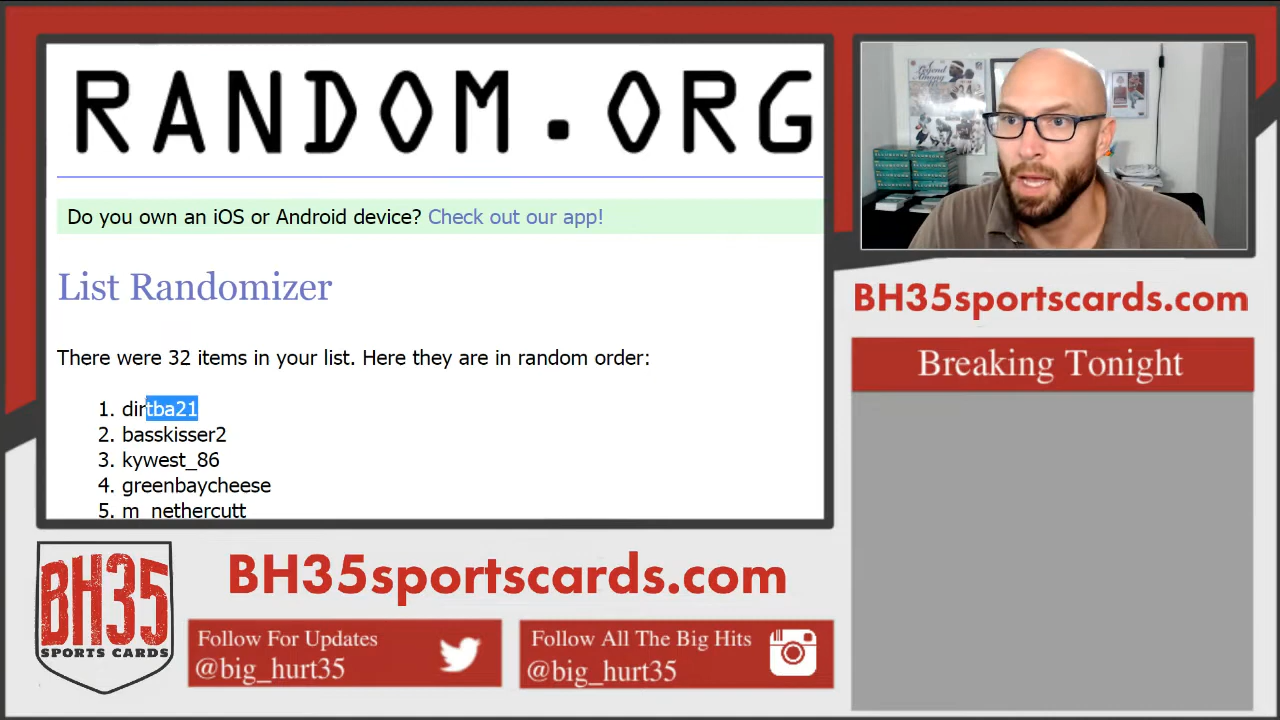 RANDOM.ORG
Do you own an iOS or Android device? Check out our app!
List Randomizer
There were 32 items in your list. Here they are in random order:
1. dirtba21
2. basskisser2
3. kywest_86
4. greenbaycheese
5. m_nethercutt
BH35sportscards.com
Breaking Tonight
BH35
SPORTS CARDS
BH35sportscards.com
Follow For Updates
@big_hurt35
Follow All The Big Hits
@big_hurt35